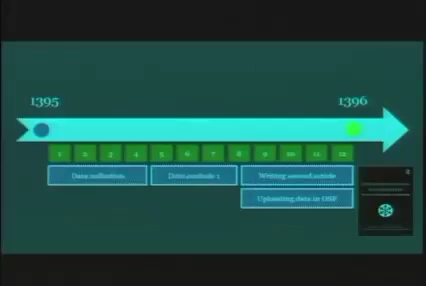 1395
1396
1 2 3 4 5 6 7 8 9 10 11 12
Data collection
Data analysis 1
Writing second article
Uploading data in OSF